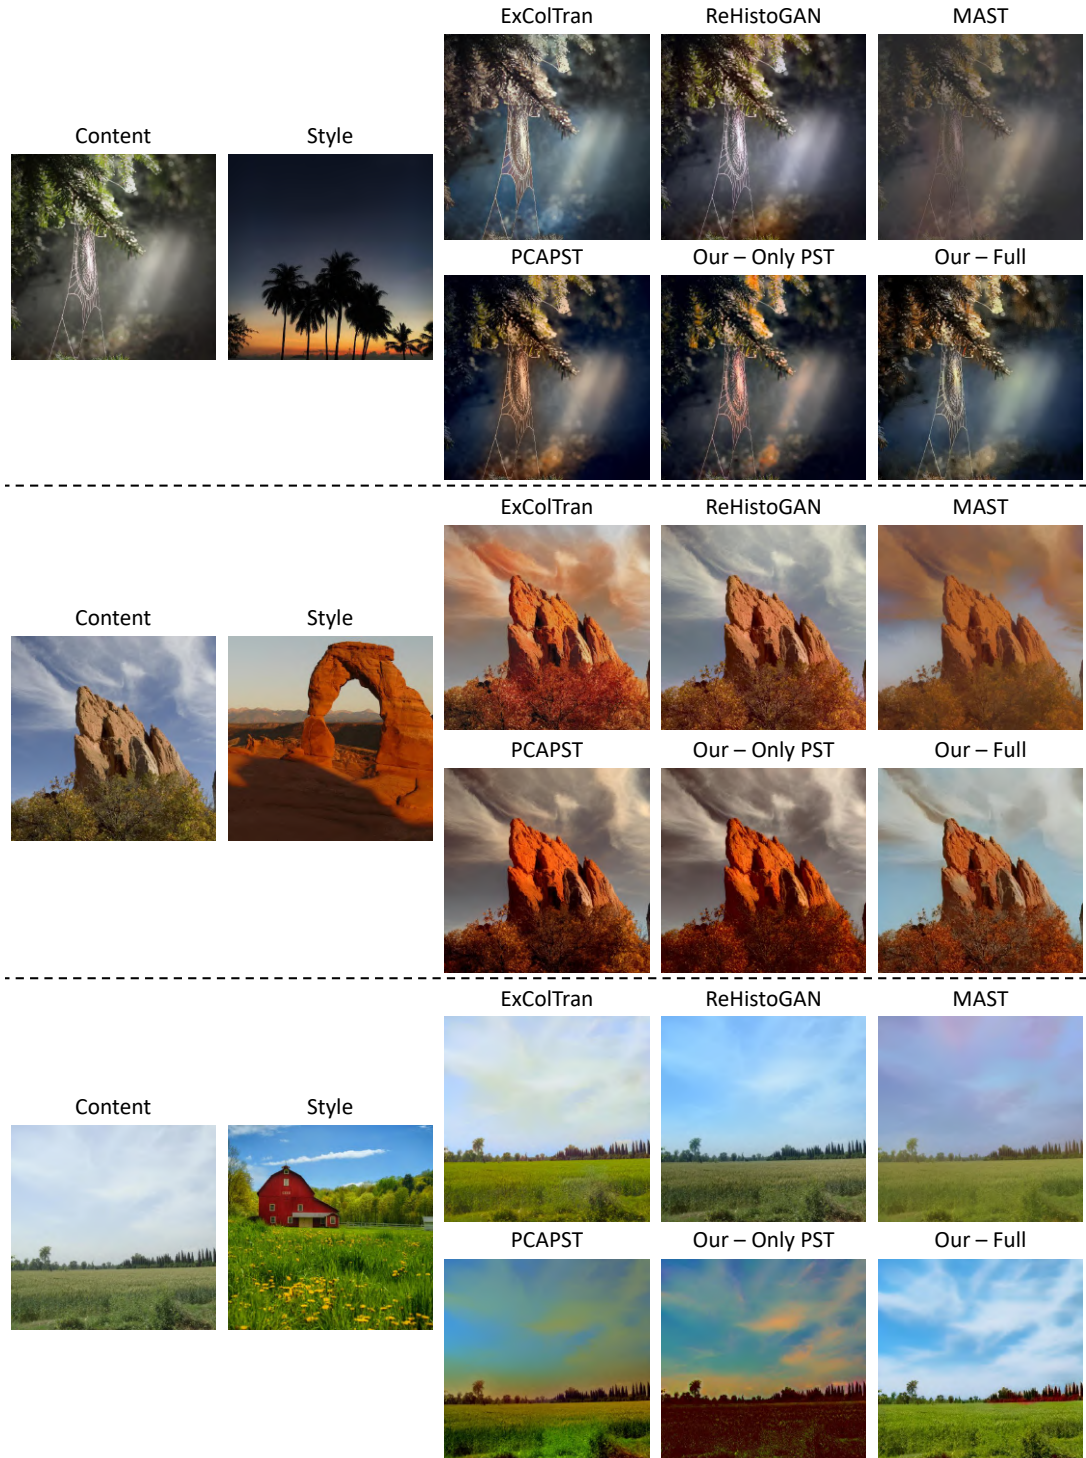 ExColTran ReHistoGAN MAST
Content Style
PCAPST Our – Only PST Our – Full
ExColTran ReHistoGAN MAST
Content Style
PCAPST Our – Only PST Our – Full
ExColTran ReHistoGAN MAST
Content Style
PCAPST Our – Only PST Our – Full